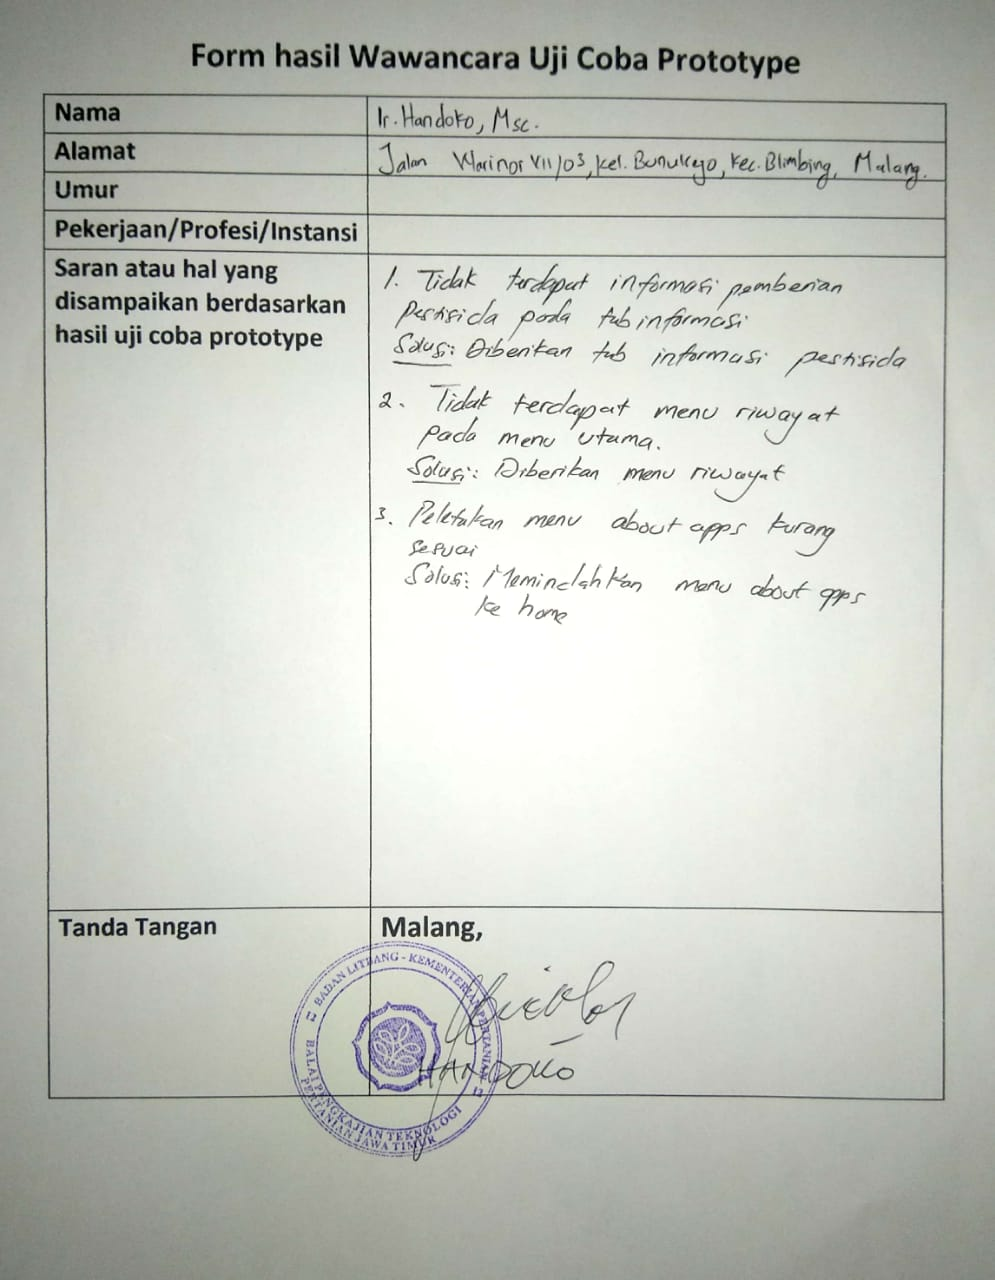 Form hasil Wawancara Uji Coba Prototype
Nama
Ir. Handoko, Msc.
Alamat
Jalan Warinoi VII/03, Kel. Bunulrejo, Kec. Blimbing, Malang.
Umur
Pekerjaan/Profesi/Instansi
Saran atau hal yang
disampaikan berdasarkan
hasil uji coba prototype
1. Tidak terdapat informasi pemberian
Pestisida pada tab informasi
Solusi: Diberikan tab informasi pestisida
2. Tidak terdapat menu riwayat
pada menu utama.
Solusi: Diberikan menu riwayat
3. Peletakan menu about apps kurang
sesuai
Solusi: Memindahkan menu about apps
ke home
Tanda Tangan
Malang,
HANDOKO
BADAN LITBANG - KEMENTERIAN PERTANIAN
BALAI PENGKAJIAN TEKNOLOGI
PERTANIAN JAWA TIMUR